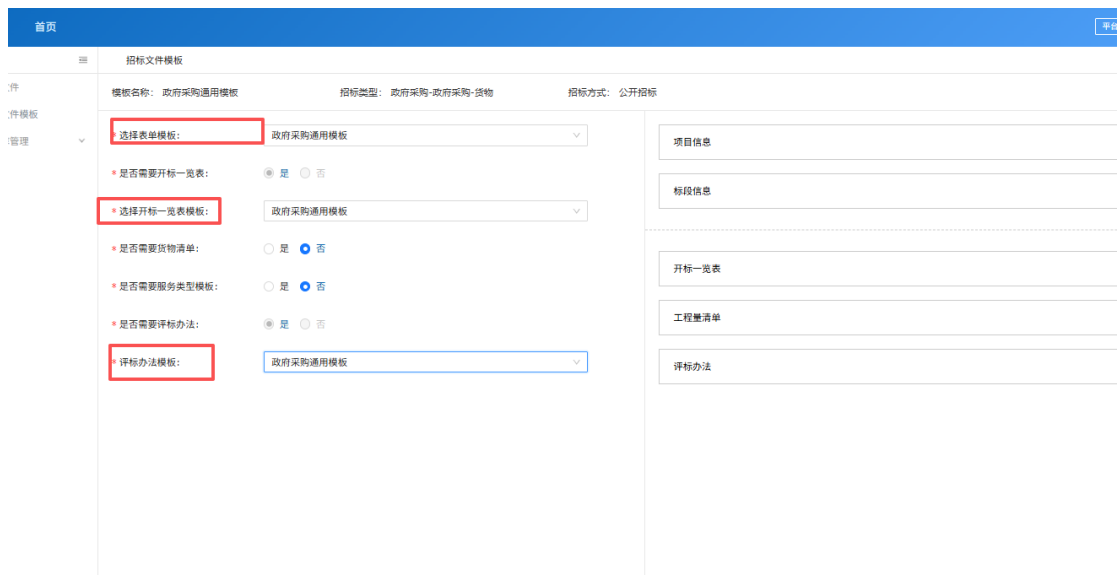 首页
平台
招标文件模板
文件
文件模板
管理
模板名称： 政府采购通用模板 招标类型： 政府采购-政府采购-货物 招标方式： 公开招标
* 选择表单模板： 政府采购通用模板
* 是否需要开标一览表： 是 否
* 选择开标一览表模板： 政府采购通用模板
* 是否需要货物清单： 是 否
* 是否需要服务类型模板： 是 否
* 是否需要评标办法： 是 否
* 评标办法模板： 政府采购通用模板
项目信息
标段信息
开标一览表
工程量清单
评标办法